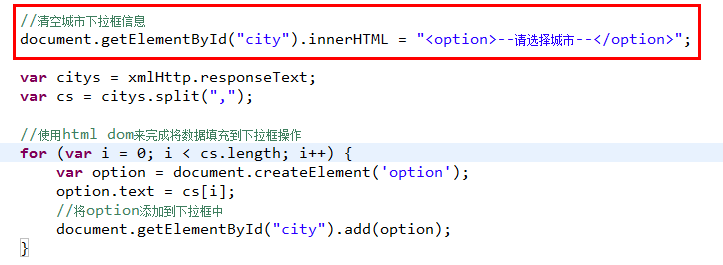 //清空城市下拉框信息
document.getElementById("city").innerHTML = "<option>--请选择城市--</option>";
var citys = xmlHttp.responseText;
var cs = citys.split(",");
//使用html dom来完成将数据填充到下拉框操作
for (var i = 0; i < cs.length; i++) {
var option = document.createElement('option');
option.text = cs[i];
//将option添加到下拉框中
document.getElementById("city").add(option);
}